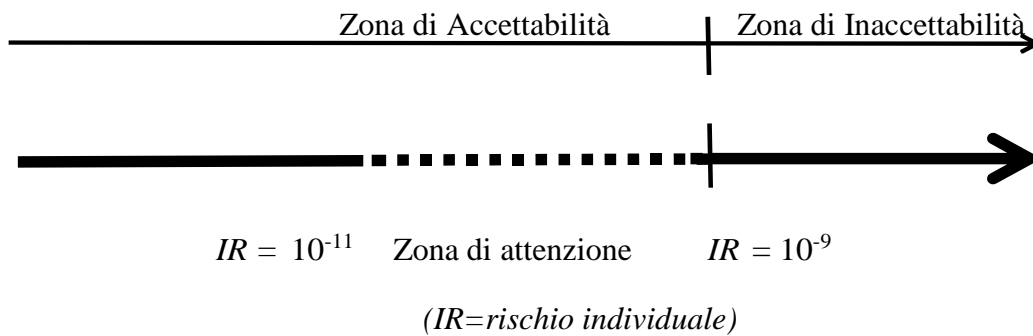 Zona di Accettabilità Zona di Inaccettabilità
IR = 10⁻¹¹ Zona di attenzione IR = 10⁻⁹
(IR=rischio individuale)